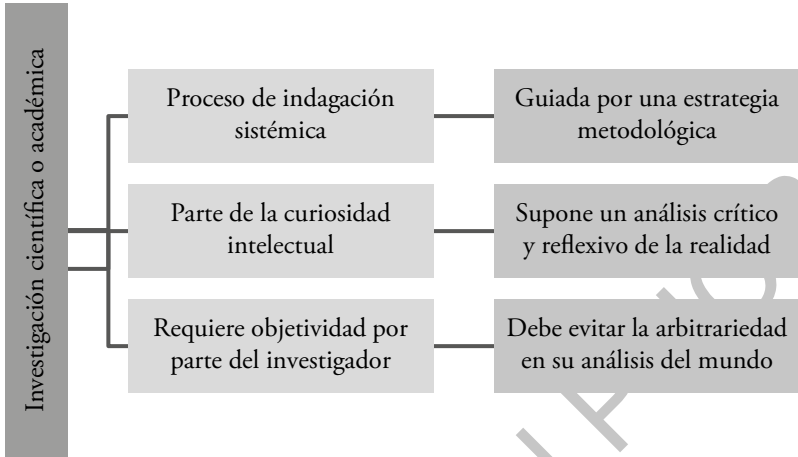 Investigación científica o académica
Proceso de indagación
sistémica
Guiada por una estrategia
metodológica
Parte de la curiosidad
intelectual
Supone un análisis crítico
y reflexivo de la realidad
Requiere objetividad por
parte del investigador
Debe evitar la arbitrariedad
en su análisis del mundo